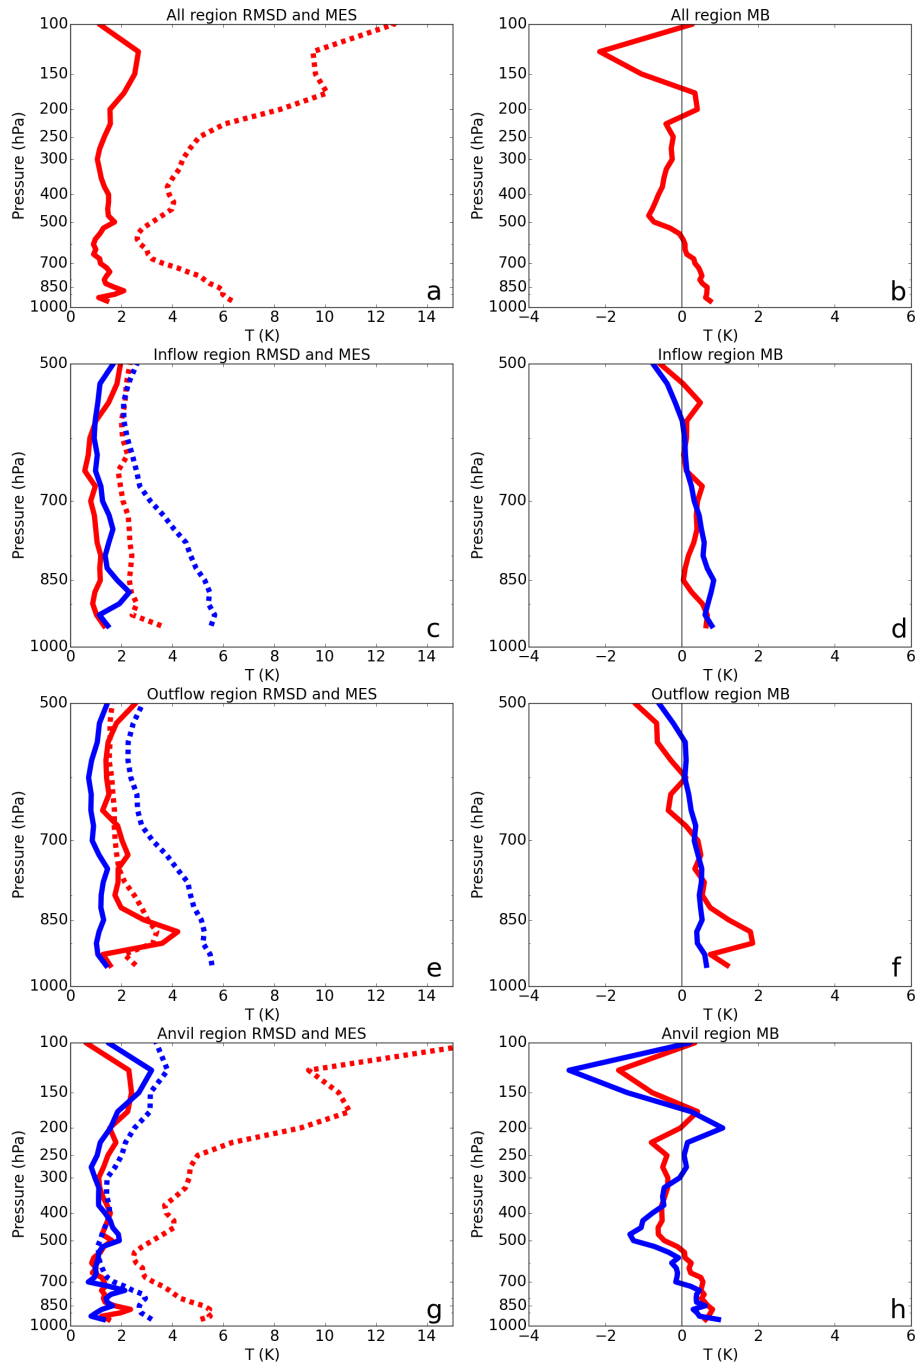 All region RMSD and MES
100
150
200
250
300
400
500
700
850
1000
Pressure (hPa)
0 2 4 6 8 10 12 14
T (K)
a
All region MB
100
150
200
250
300
400
500
700
850
1000
Pressure (hPa)
−4 −2 0 2 4 6
T (K)
b
Inflow region RMSD and MES
500
700
850
1000
Pressure (hPa)
0 2 4 6 8 10 12 14
T (K)
c
Inflow region MB
500
700
850
1000
Pressure (hPa)
−4 −2 0 2 4 6
T (K)
d
Outflow region RMSD and MES
500
700
850
1000
Pressure (hPa)
0 2 4 6 8 10 12 14
T (K)
e
Outflow region MB
500
700
850
1000
Pressure (hPa)
−4 −2 0 2 4 6
T (K)
f
Anvil region RMSD and MES
100
150
200
250
300
400
500
700
850
1000
Pressure (hPa)
0 2 4 6 8 10 12 14
T (K)
g
Anvil region MB
100
150
200
250
300
400
500
700
850
1000
Pressure (hPa)
−4 −2 0 2 4 6
T (K)
h